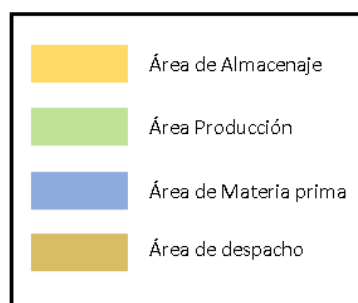 Área de Almacenaje
Área Producción
Área de Materia prima
Área de despacho